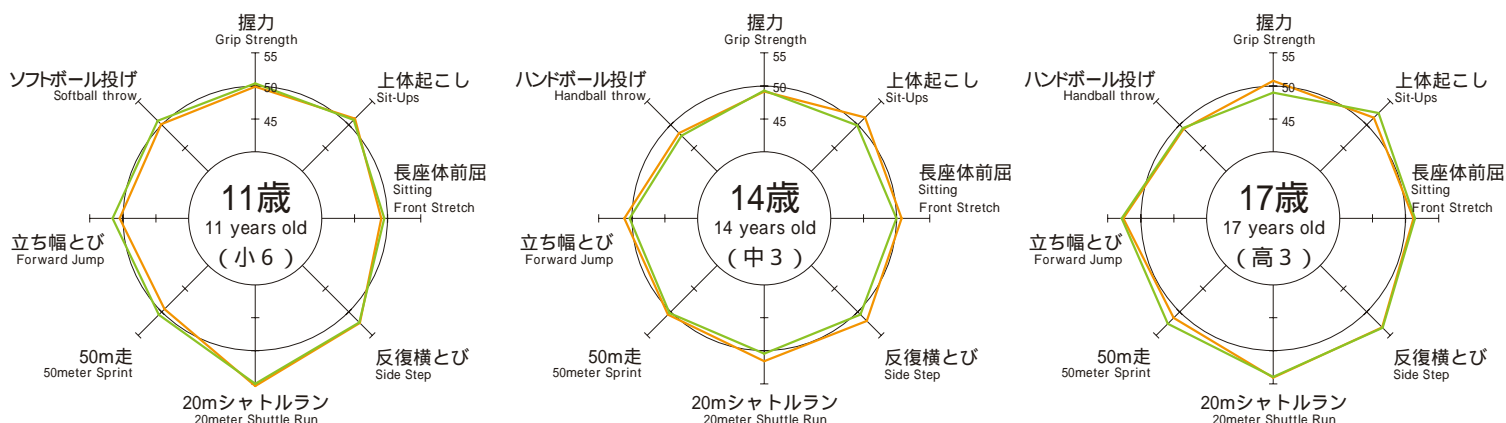 握力
Grip Strength
55
50
45
上体起こし
Sit-Ups
長座体前屈
Sitting
Front Stretch
反復横とび
Side Step
20mシャトルラン
20meter Shuttle Run
50m走
50meter Sprint
立ち幅とび
Forward Jump
ソフトボール投げ
Softball throw
11歳
11 years old
(小6)
握力
Grip Strength
55
50
45
上体起こし
Sit-Ups
長座体前屈
Sitting
Front Stretch
反復横とび
Side Step
20mシャトルラン
20meter Shuttle Run
50m走
50meter Sprint
立ち幅とび
Forward Jump
ハンドボール投げ
Handball throw
14歳
14 years old
(中3)
握力
Grip Strength
55
50
45
上体起こし
Sit-Ups
長座体前屈
Sitting
Front Stretch
反復横とび
Side Step
20mシャトルラン
20meter Shuttle Run
50m走
50meter Sprint
立ち幅とび
Forward Jump
ハンドボール投げ
Handball throw
17歳
17 years old
(高3)